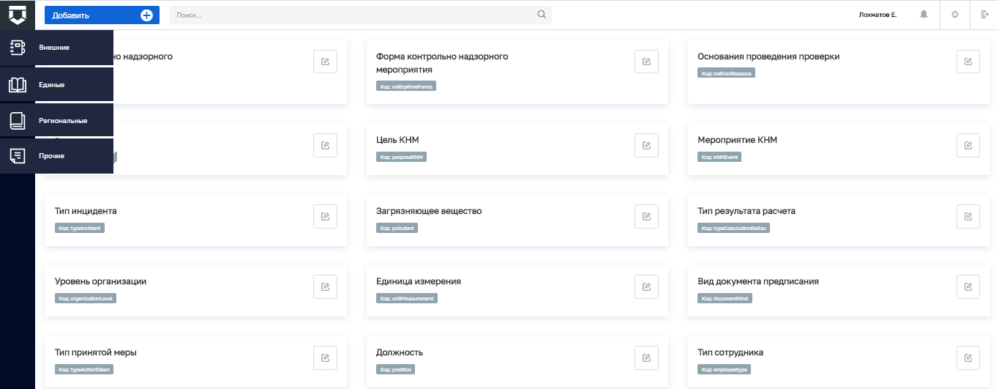 Добавить
Поиск...
Лохматов Е.
Внешние
Единые
Региональные
Прочие
но надзорного
Форма контрольно надзорного
мероприятия
Код: nsiErpKnmForms
Основания проведения проверки
Код: nsiKnmReasons
Цель КНМ
Код: purposeKNM
Мероприятие КНМ
Код: kNMEvent
Тип инцидента
Код: typeIncident
Загрязняющее вещество
Код: pollutant
Тип результата расчета
Код: typeCalculationReitsu
Уровень организации
Код: organizationLevel
Единица измерения
Код: unitMeasurement
Вид документа предписания
Код: documentKind
Тип принятой меры
Код: typeActionTaken
Должность
Код: position
Тип сотрудника
Код: employeetype